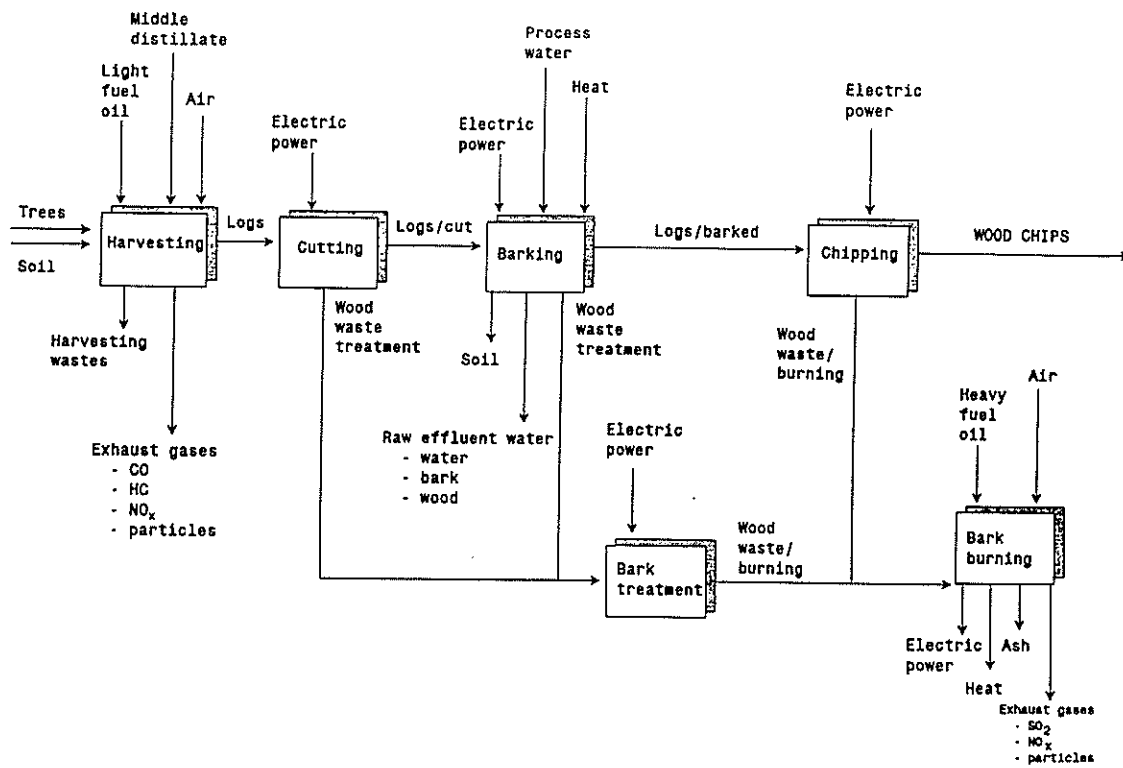 Middle
distillate
Light
fuel
oil
Air
Electric
power
Process
water
Heat
Electric
power
Electric
power
Trees
Soil
Harvesting
Logs
Cutting
Logs/cut
Barking
Logs/barked
Chipping
WOOD CHIPS
Harvesting
wastes
Wood
waste
treatment
Soil
Wood
waste
treatment
Wood
waste/
burning
Exhaust gases
- CO
- HC
- NOx
- particles
Raw effluent water
- water
- bark
- wood
Electric
power
Heavy
fuel
oil
Air
Bark
treatment
Wood
waste/
burning
Bark
burning
Electric
power
Heat
Ash
Exhaust gases
- SO2
- NOx
- particles